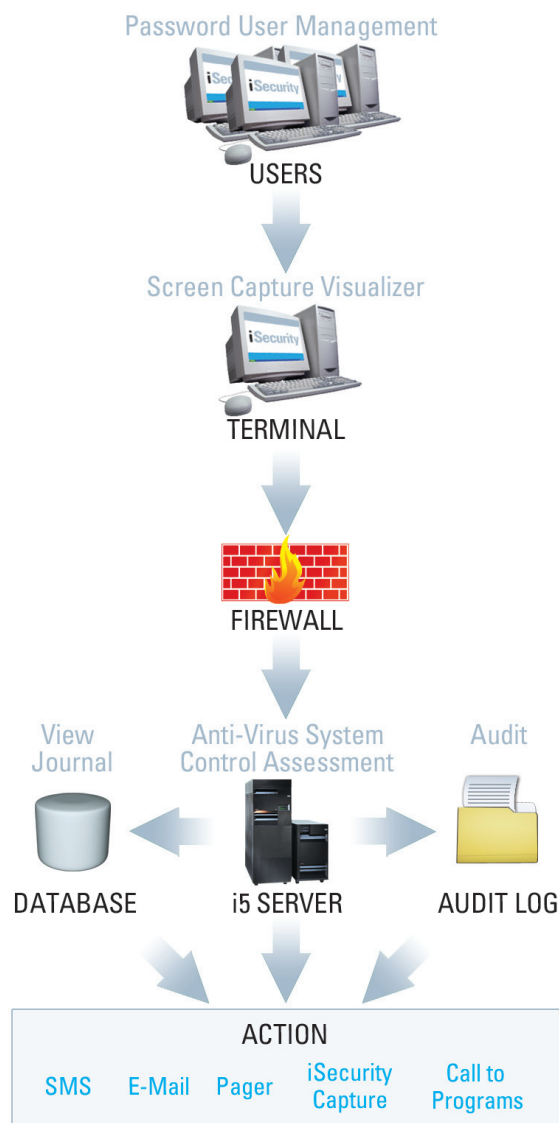 Password User Management
iSecurity
iSec
USERS
Screen Capture Visualizer
iSecurity
TERMINAL
FIREWALL
View
Journal
Anti-Virus System
Control Assessment
Audit
DATABASE
i5 SERVER
AUDIT LOG
ACTION
SMS
E-Mail
Pager
iSecurity
Capture
Call to
Programs